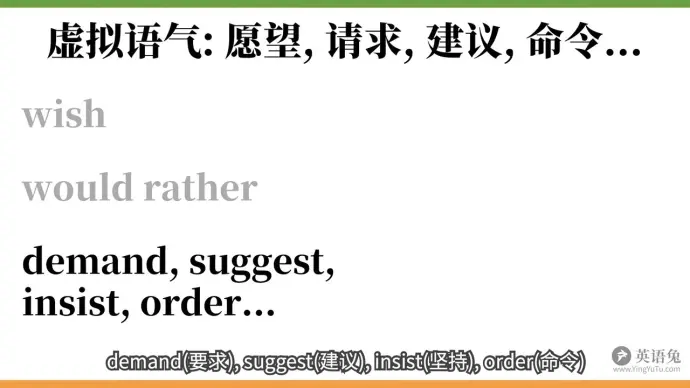 虚拟语气: 愿望, 请求, 建议, 命令...
wish
would rather
demand, suggest,
insist, order...
demand(要求), suggest(建议), insist(坚持), order(命令)
英语兔
www.YingYuTu.com